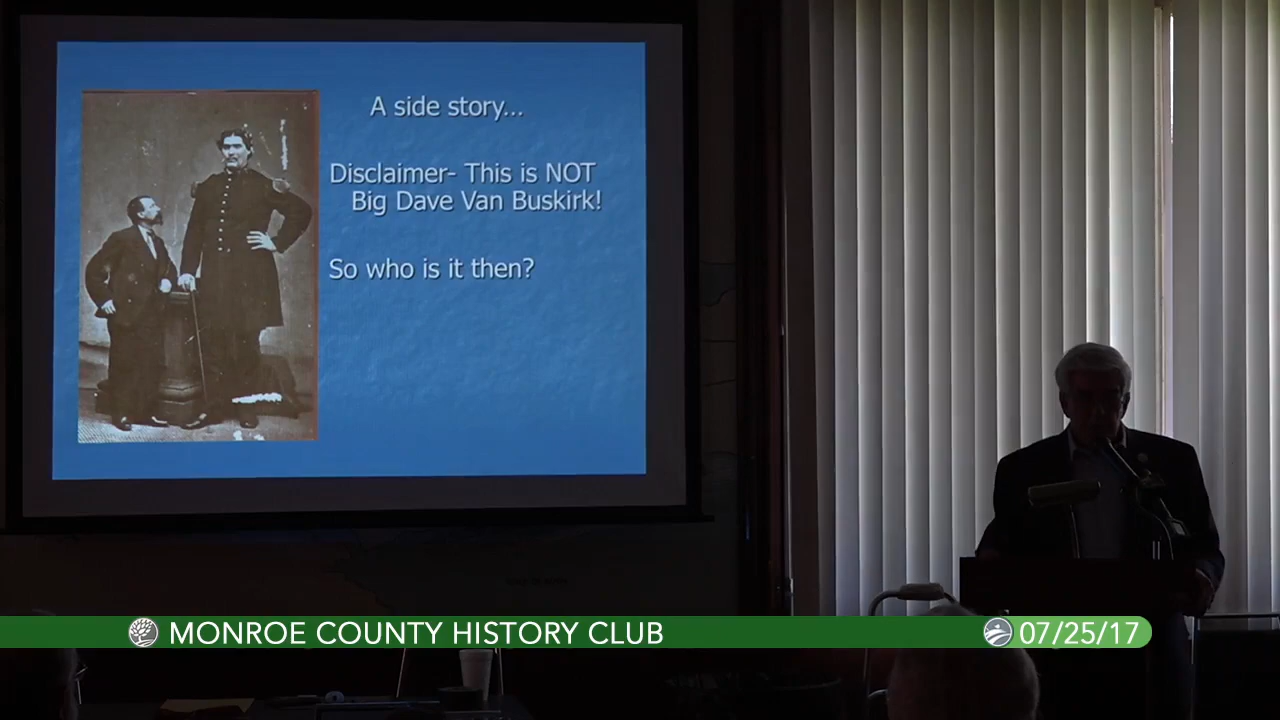 A side story...
Disclaimer- This is NOT
Big Dave Van Buskirk!
So who is it then?
MONROE COUNTY HISTORY CLUB
07/25/17